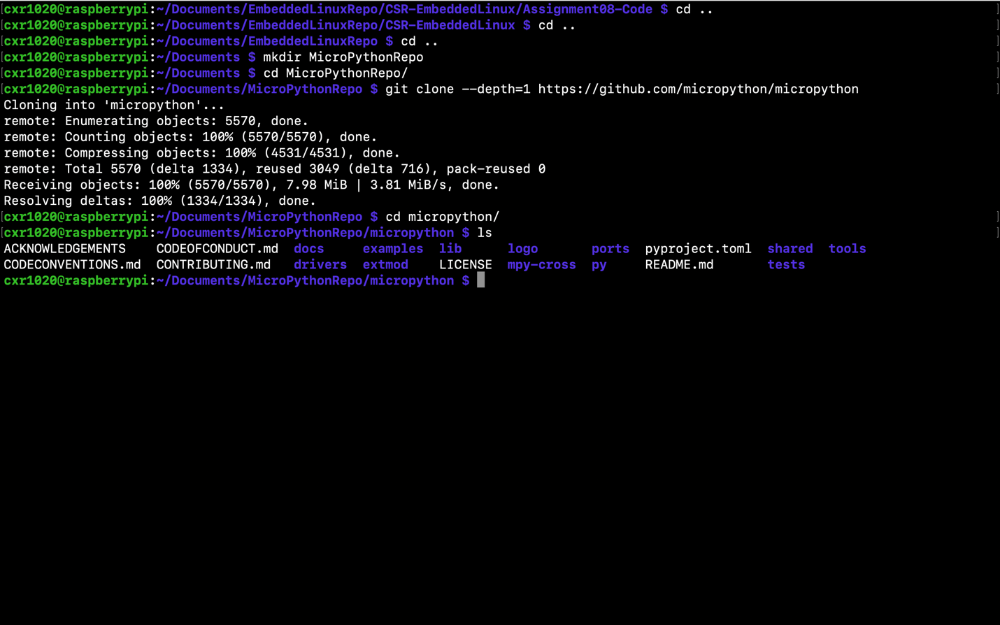 cxr1020@raspberrypi:~/Documents/EmbeddedLinuxRepo/CSR-EmbeddedLinux/Assignment08-Code $ cd ..
cxr1020@raspberrypi:~/Documents/EmbeddedLinuxRepo/CSR-EmbeddedLinux $ cd ..
cxr1020@raspberrypi:~/Documents/EmbeddedLinuxRepo $ cd ..
cxr1020@raspberrypi:~/Documents $ mkdir MicroPythonRepo
cxr1020@raspberrypi:~/Documents $ cd MicroPythonRepo/
cxr1020@raspberrypi:~/Documents/MicroPythonRepo $ git clone --depth=1 https://github.com/micropython/micropython
Cloning into 'micropython'...
remote: Enumerating objects: 5570, done.
remote: Counting objects: 100% (5570/5570), done.
remote: Compressing objects: 100% (4531/4531), done.
remote: Total 5570 (delta 1334), reused 3049 (delta 716), pack-reused 0
Receiving objects: 100% (5570/5570), 7.98 MiB | 3.81 MiB/s, done.
Resolving deltas: 100% (1334/1334), done.
cxr1020@raspberrypi:~/Documents/MicroPythonRepo $ cd micropython/
cxr1020@raspberrypi:~/Documents/MicroPythonRepo/micropython $ ls
ACKNOWLEDGEMENTS    CODEOFCONDUCT.md  docs     examples  lib      logo       ports  pyproject.toml  shared  tools
CODECONVENTIONS.md  CONTRIBUTING.md   drivers  extmod    LICENSE  mpy-cross  py     README.md       tests
cxr1020@raspberrypi:~/Documents/MicroPythonRepo/micropython $